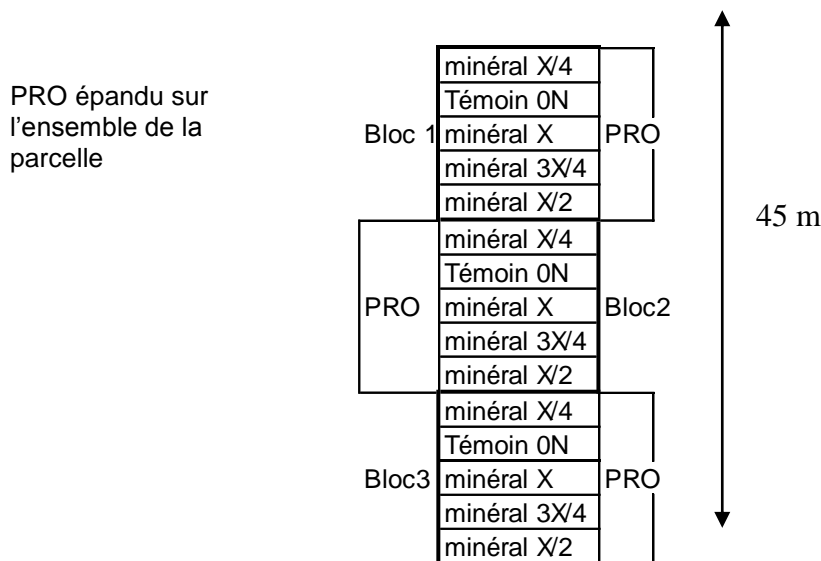 PRO épandu sur
l'ensemble de la
parcelle
minéral X/4
Témoin 0N
Bloc 1 minéral X PRO
minéral 3X/4
minéral X/2
minéral X/4
Témoin 0N
PRO minéral X Bloc2
minéral 3X/4
minéral X/2
minéral X/4
Témoin 0N
Bloc3 minéral X PRO
minéral 3X/4
minéral X/2
45 m